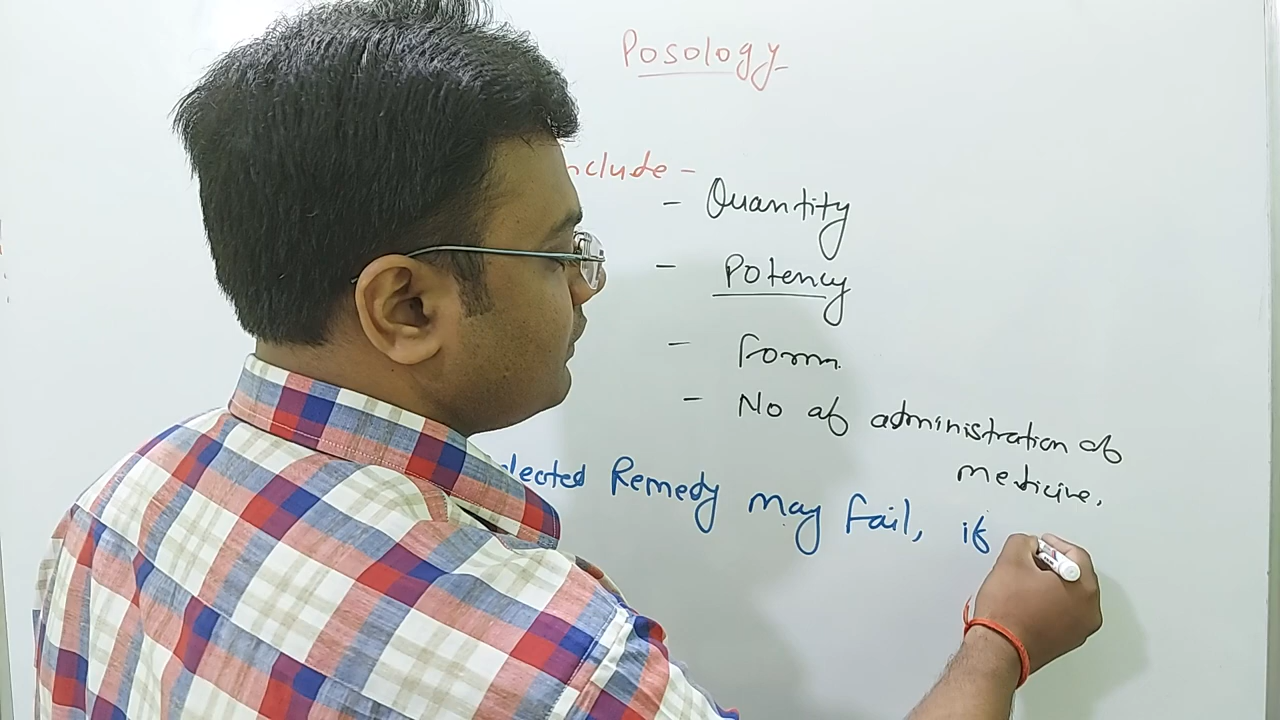 Posology
nclude -
- Quantity
- Potency
- Form
- No of administration of
medicine.
lected Remedy may fail, if